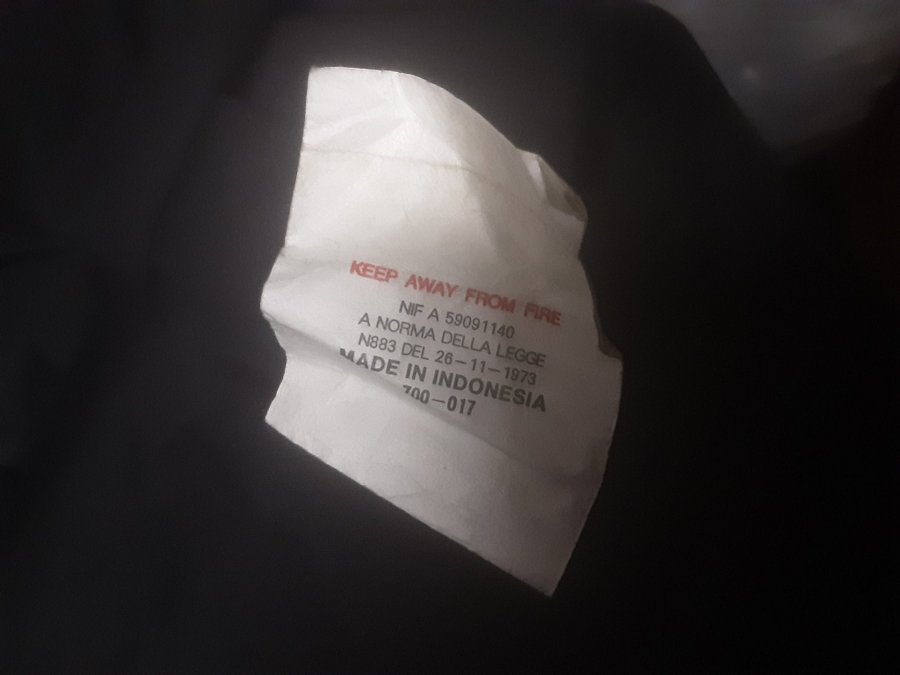 KEEP AWAY FROM FIRE
NIF A 59091140
A NORMA DELLA LEGGE
N883 DEL 26-11-1973
MADE IN INDONESIA
700-017